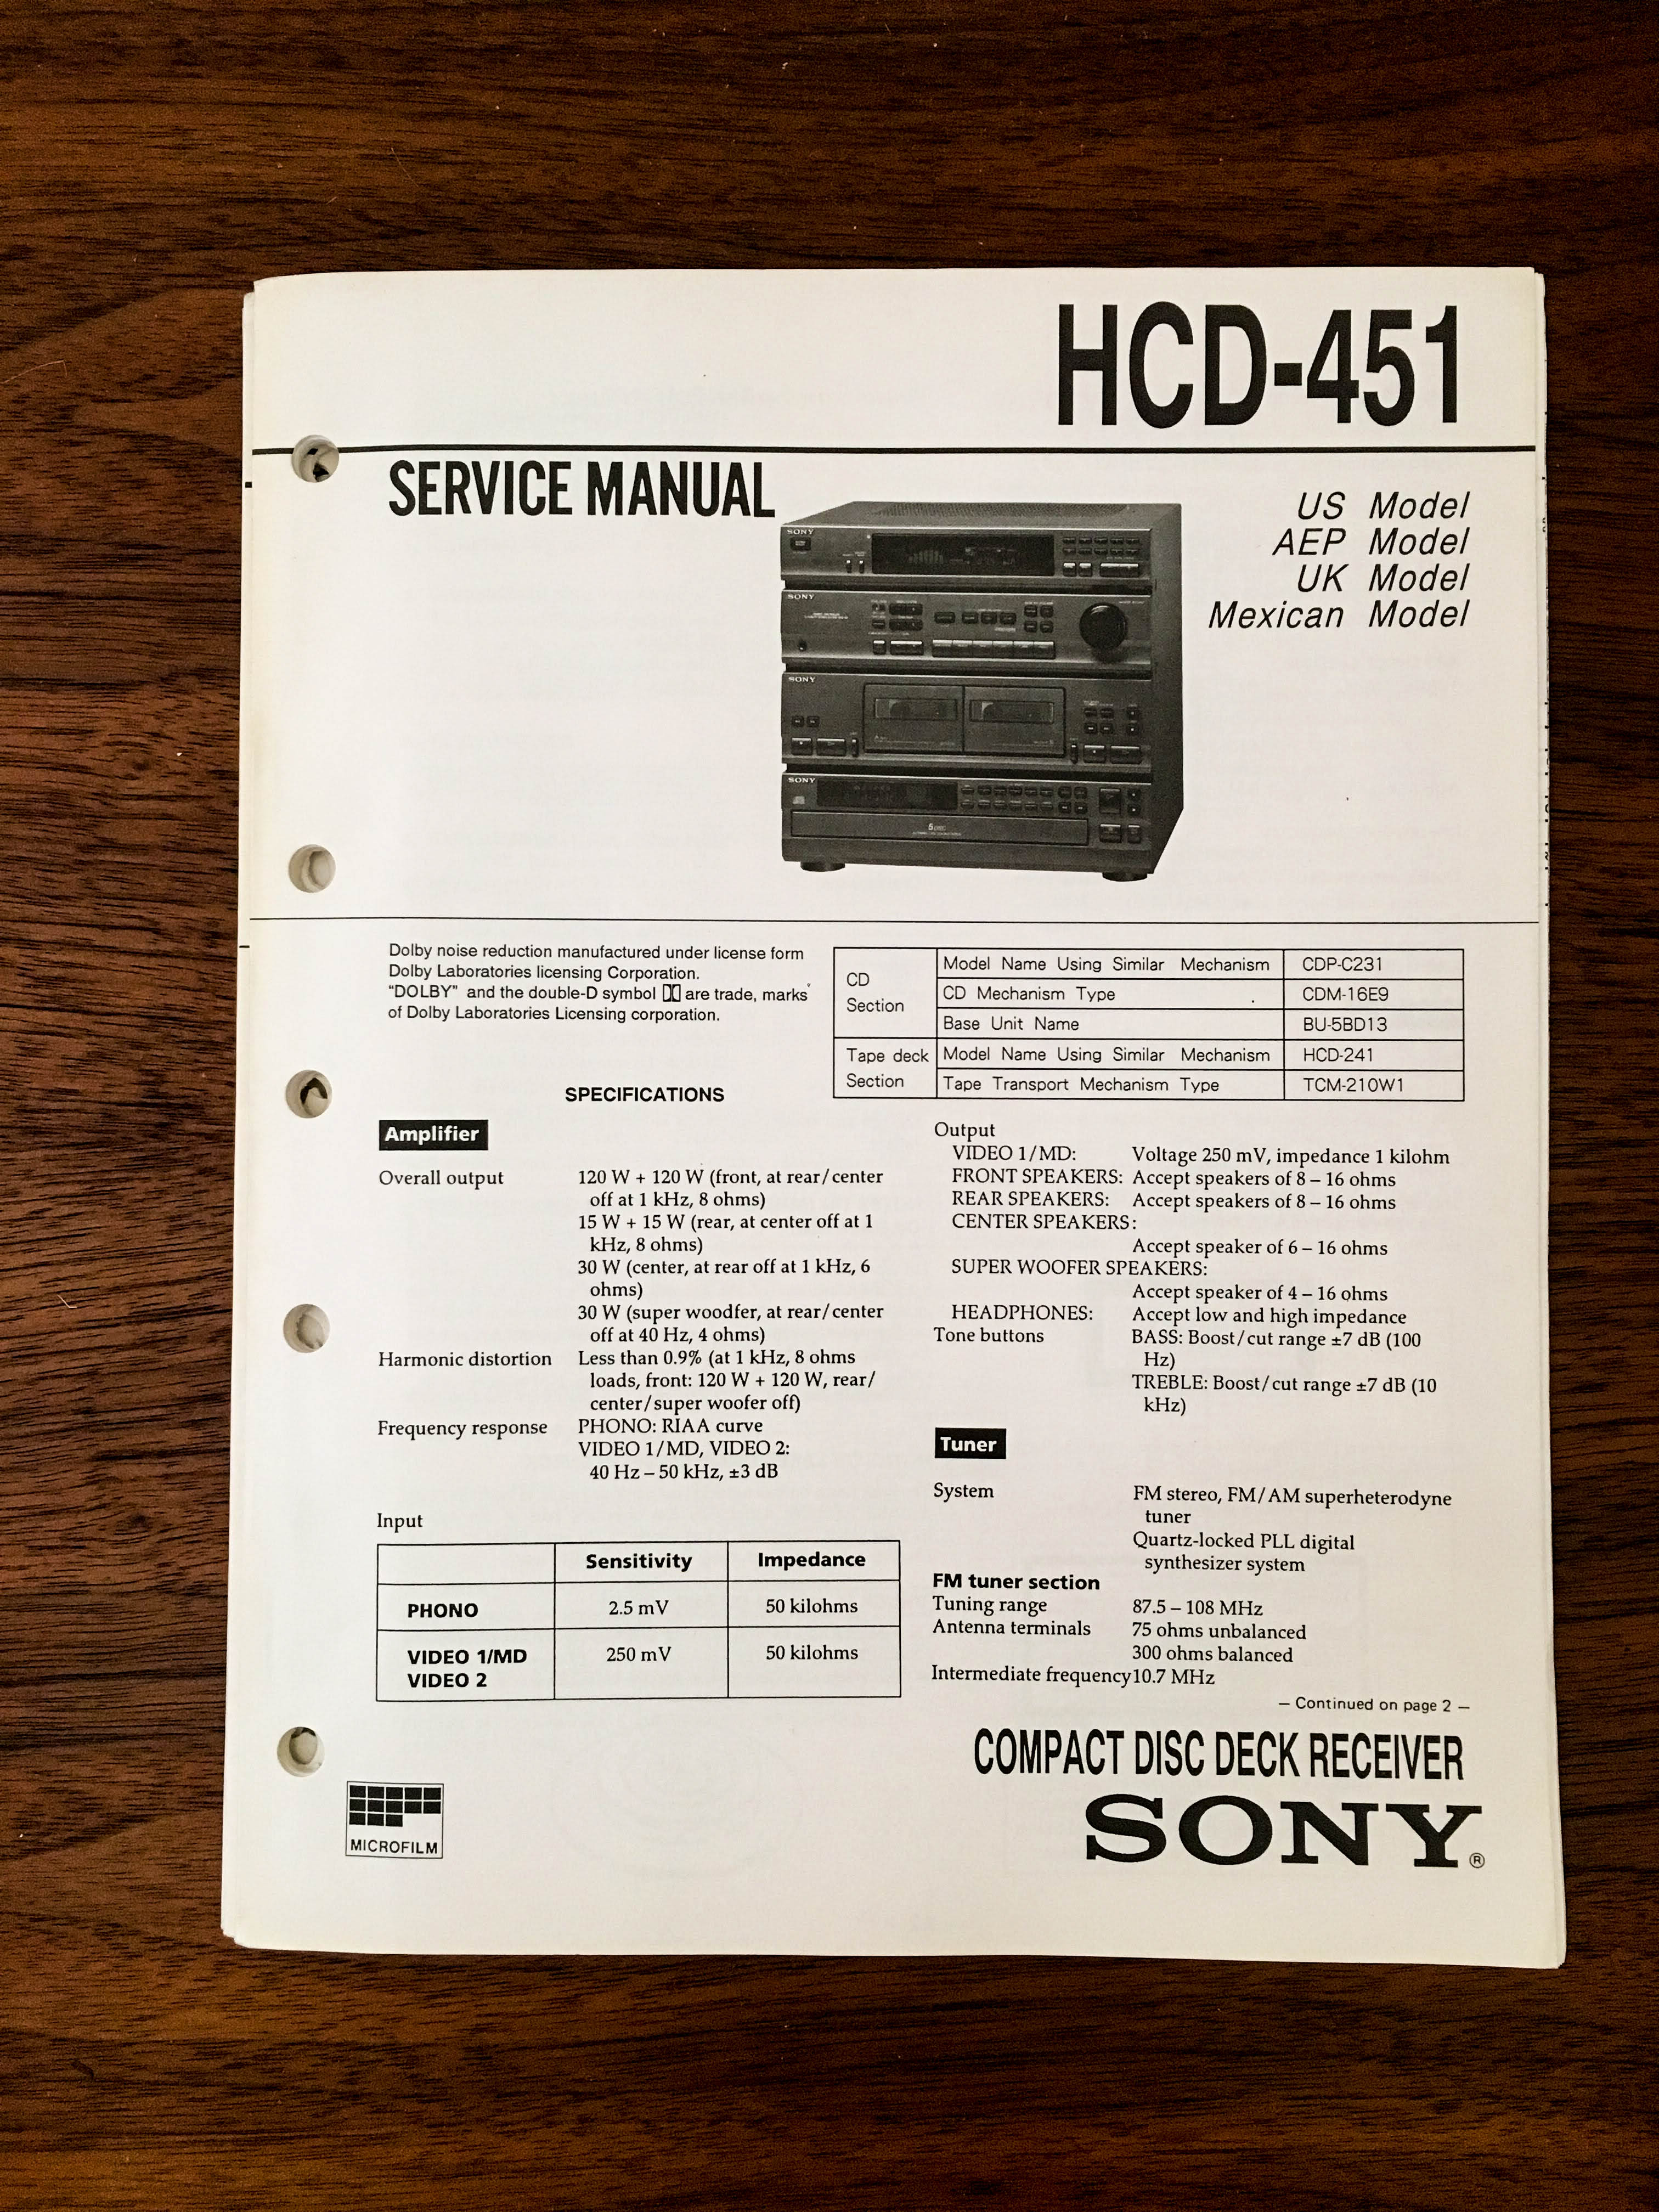 HCD-451
SERVICE MANUAL
US Model
AEP Model
UK Model
Mexican Model
SONY
SONY
SONY
SONY
5 DISC
Dolby noise reduction manufactured under license form
Dolby Laboratories licensing Corporation.
"DOLBY" and the double-D symbol are trade, marks
of Dolby Laboratories Licensing corporation.
CD Section
Model Name Using Similar Mechanism CDP-C231
CD Mechanism Type CDM-16E9
Base Unit Name BU-5BD13
Tape deck Section
Model Name Using Similar Mechanism HCD-241
Tape Transport Mechanism Type TCM-210W1
SPECIFICATIONS
Amplifier
Overall output 120 W + 120 W (front, at rear/center
off at 1 kHz, 8 ohms)
15 W + 15 W (rear, at center off at 1
kHz, 8 ohms)
30 W (center, at rear off at 1 kHz, 6
ohms)
30 W (super woodfer, at rear/center
off at 40 Hz, 4 ohms)
Harmonic distortion Less than 0.9% (at 1 kHz, 8 ohms
loads, front: 120 W + 120 W, rear/
center/super woofer off)
Frequency response PHONO: RIAA curve
VIDEO 1/MD, VIDEO 2:
40 Hz – 50 kHz, ±3 dB
Input
Sensitivity Impedance
PHONO 2.5 mV 50 kilohms
VIDEO 1/MD 250 mV 50 kilohms
VIDEO 2
Output
VIDEO 1/MD: Voltage 250 mV, impedance 1 kilohm
FRONT SPEAKERS: Accept speakers of 8 – 16 ohms
REAR SPEAKERS: Accept speakers of 8 – 16 ohms
CENTER SPEAKERS:
Accept speaker of 6 – 16 ohms
SUPER WOOFER SPEAKERS:
Accept speaker of 4 – 16 ohms
HEADPHONES: Accept low and high impedance
Tone buttons BASS: Boost/cut range ±7 dB (100
Hz)
TREBLE: Boost/cut range ±7 dB (10
kHz)
Tuner
System FM stereo, FM/AM superheterodyne
tuner
Quartz-locked PLL digital
synthesizer system
FM tuner section
Tuning range 87.5 – 108 MHz
Antenna terminals 75 ohms unbalanced
300 ohms balanced
Intermediate frequency 10.7 MHz
– Continued on page 2 –
COMPACT DISC DECK RECEIVER
SONY®
MICROFILM